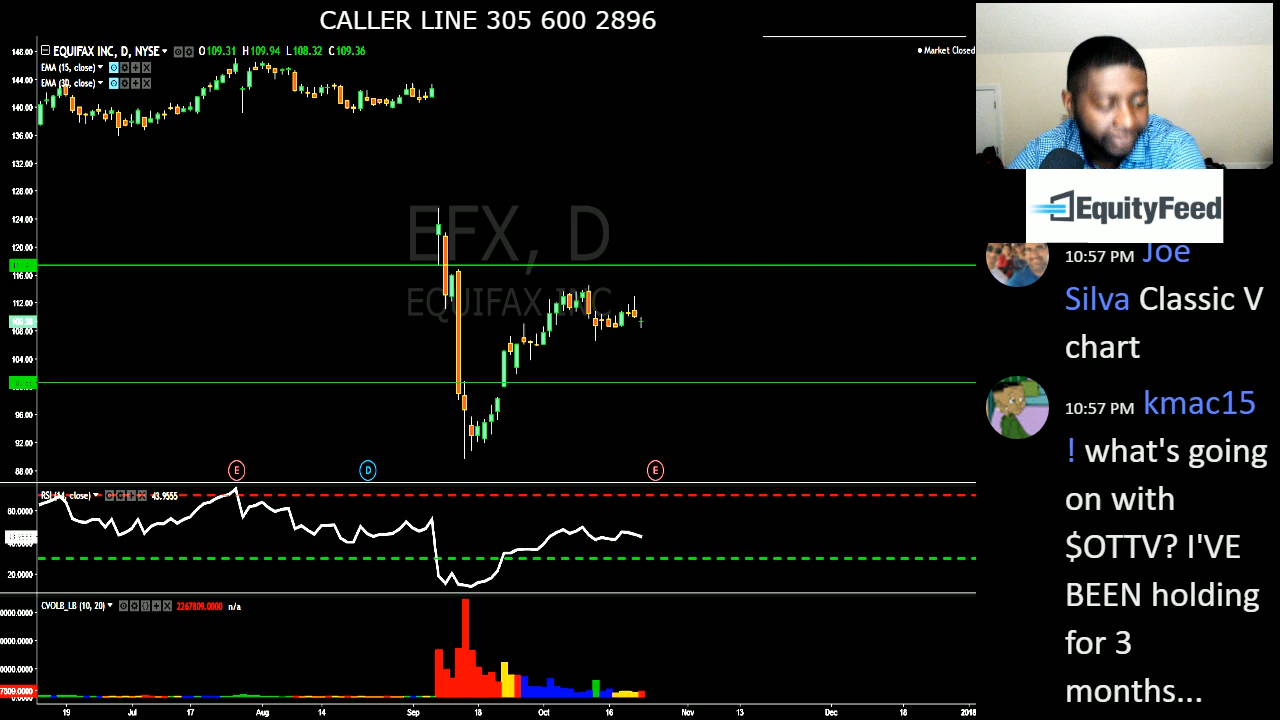 CALLER LINE 305 600 2896
EQUIFAX INC, D, NYSE O109.31 H109.94 L108.32 C109.36
Market Closed
EMA (15, close)
148.00
144.00
140.00
136.00
132.00
128.00
124.00
120.00
116.00
112.00
108.00
104.00
96.00
92.00
88.00
EFX, D
EQUIFAX INC
E
D
E
RSI (14, close) 43.9555
60.0000
20.0000
CVOLB_LB (10, 20) 2267809.0000 n/a
19
Jul
17
Aug
14
Sep
18
Oct
16
Nov
13
Dec
18
2018
EquityFeed
10:57 PM Joe
Silva Classic V
chart
10:57 PM kmac15
! what's going
on with
$OTTV? I'VE
BEEN holding
for 3
months...